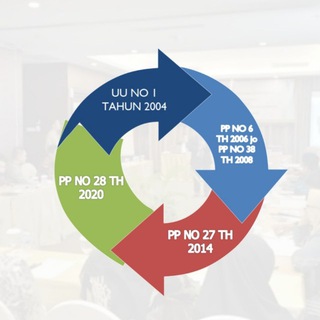 UU NO 1
TAHUN 2004
PP NO 6
TH 2006 jo
PP NO 38
TH 2008
PP NO 27 TH
2014
PP NO 28 TH
2020